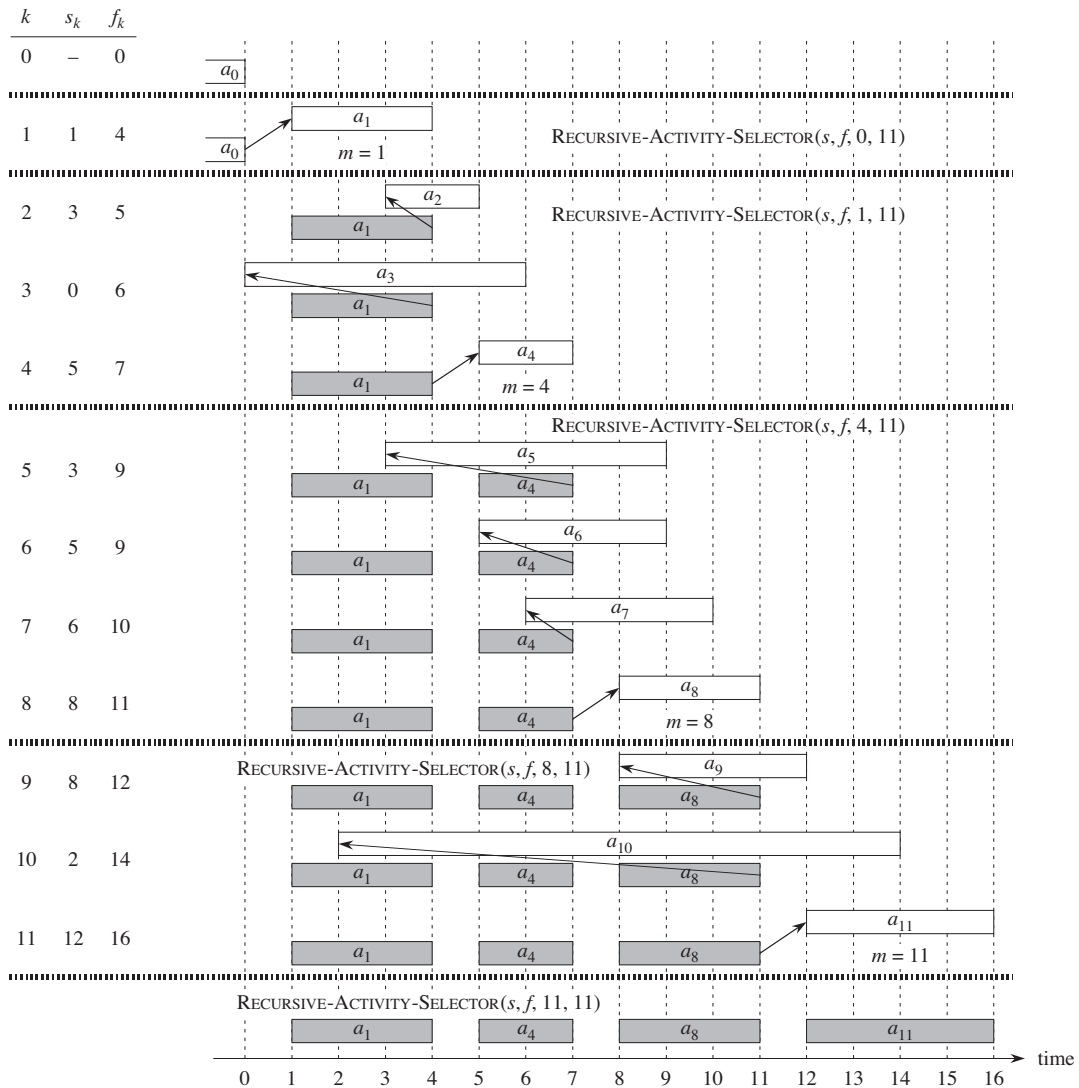 k s_k f_k
0 – 0
a_0
1 1 4
a_1
a_0
m = 1
RECURSIVE-ACTIVITY-SELECTOR(s, f, 0, 11)
2 3 5
a_2
a_1
RECURSIVE-ACTIVITY-SELECTOR(s, f, 1, 11)
3 0 6
a_3
a_1
4 5 7
a_4
a_1
m = 4
RECURSIVE-ACTIVITY-SELECTOR(s, f, 4, 11)
5 3 9
a_5
a_1 a_4
6 5 9
a_6
a_1 a_4
7 6 10
a_7
a_1 a_4
8 8 11
a_8
a_1 a_4
m = 8
RECURSIVE-ACTIVITY-SELECTOR(s, f, 8, 11)
9 8 12
a_9
a_1 a_4 a_8
10 2 14
a_10
a_1 a_4 a_8
11 12 16
a_11
a_1 a_4 a_8
m = 11
RECURSIVE-ACTIVITY-SELECTOR(s, f, 11, 11)
a_1 a_4 a_8 a_11
time
0 1 2 3 4 5 6 7 8 9 10 11 12 13 14 15 16